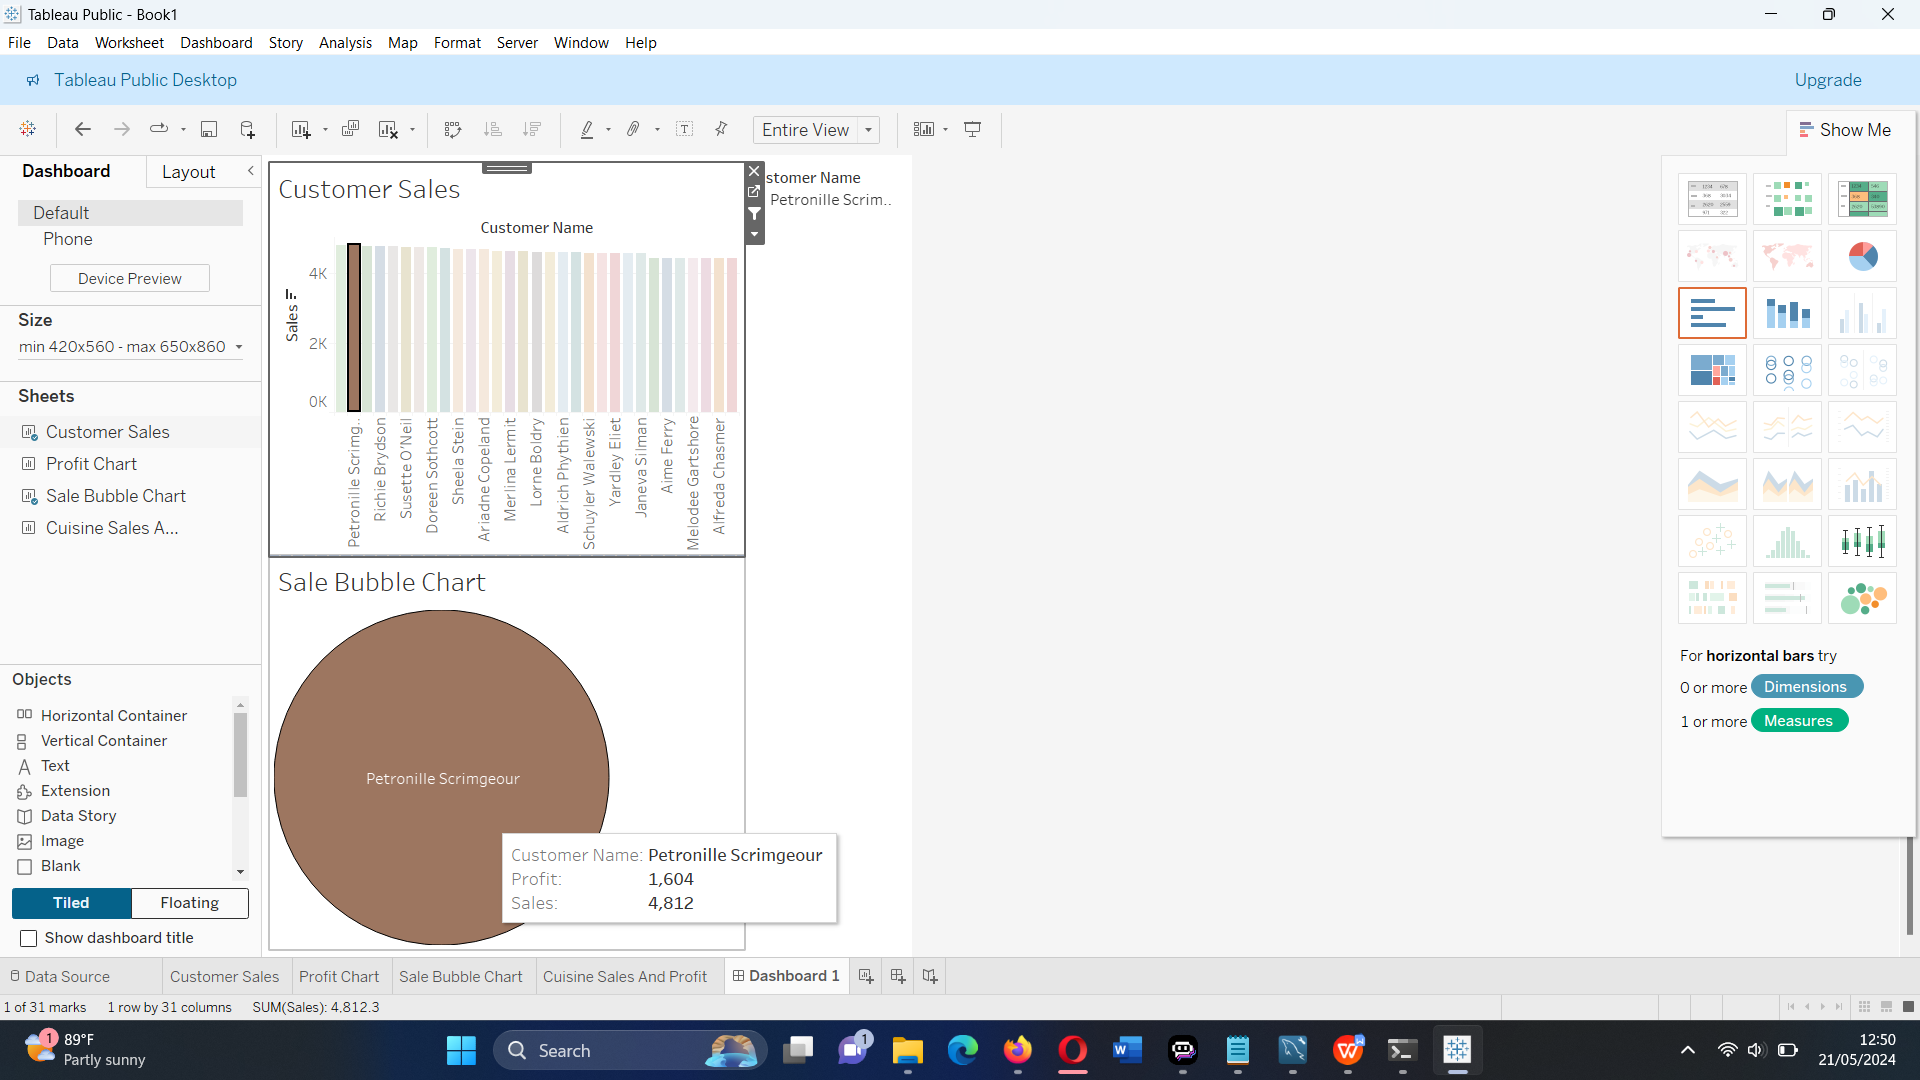 Tableau Public - Book1
File Data Worksheet Dashboard Story Analysis Map Format Server Window Help
Tableau Public Desktop
Upgrade
Entire View
Show Me
Dashboard
Layout
Default
Phone
Device Preview
Size
min 420x560 - max 650x860
Sheets
Customer Sales
Profit Chart
Sale Bubble Chart
Cuisine Sales A...
Objects
Horizontal Container
Vertical Container
Text
Extension
Data Story
Image
Blank
Tiled
Floating
Show dashboard title
Customer Sales
Customer Name
4K
2K
0K
Sales
Petronille Scrimg..
Richie Brydson
Susette O'Neil
Doreen Sothcott
Sheela Stein
Ariadne Copeland
Merlina Lermit
Lorne Boldry
Aldrich Phythien
Schuyler Walewski
Yardley Eliet
Janeva Silman
Aime Ferry
Melodee Gartshore
Alfreda Chasmer
stomer Name
Petronille Scrim..
Sale Bubble Chart
Petronille Scrimgeour
Customer Name: Petronille Scrimgeour
Profit: 1,604
Sales: 4,812
For horizontal bars try
0 or more Dimensions
1 or more Measures
Data Source
Customer Sales
Profit Chart
Sale Bubble Chart
Cuisine Sales And Profit
Dashboard 1
1 of 31 marks
1 row by 31 columns
SUM(Sales): 4,812.3
1
89°F
Partly sunny
Search
1
12:50
21/05/2024